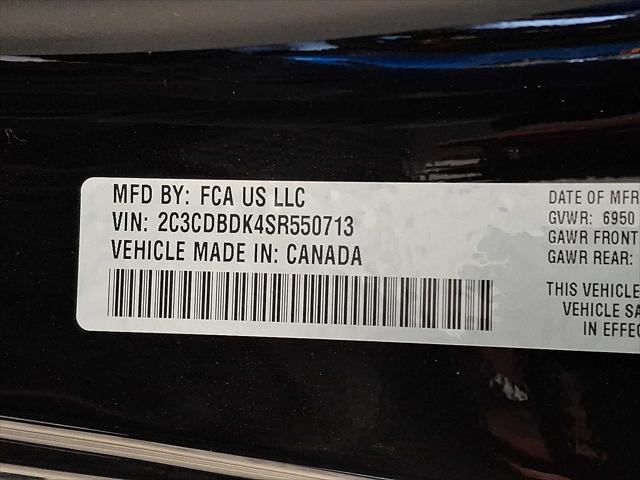 MFD BY: FCA US LLC
VIN: 2C3CDBDK4SR550713
VEHICLE MADE IN: CANADA
DATE OF MFR
GVWR: 6950
GAWR FRONT
GAWR REAR:
THIS VEHICLE
VEHICLE SA
IN EFFEC